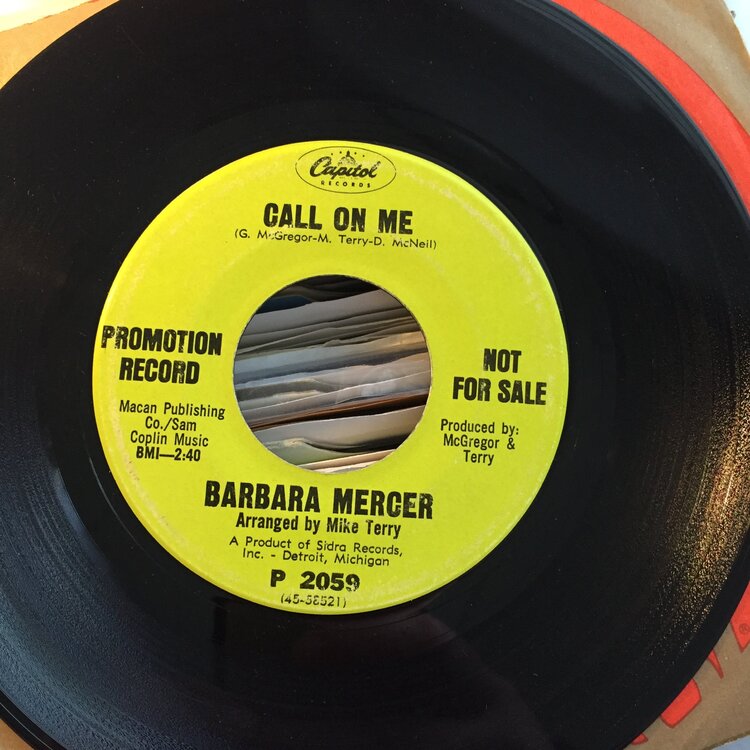 Capitol
RECORDS
CALL ON ME
(G. McGregor-M. Terry-D. McNeil)
PROMOTION
RECORD
NOT
FOR SALE
Macan Publishing
Co./Sam
Coplin Music
BMI—2:40
Produced by:
McGregor &
Terry
BARBARA MERCER
Arranged by Mike Terry
A Product of Sidra Records,
Inc. - Detroit, Michigan
P 2059
(45-58521)